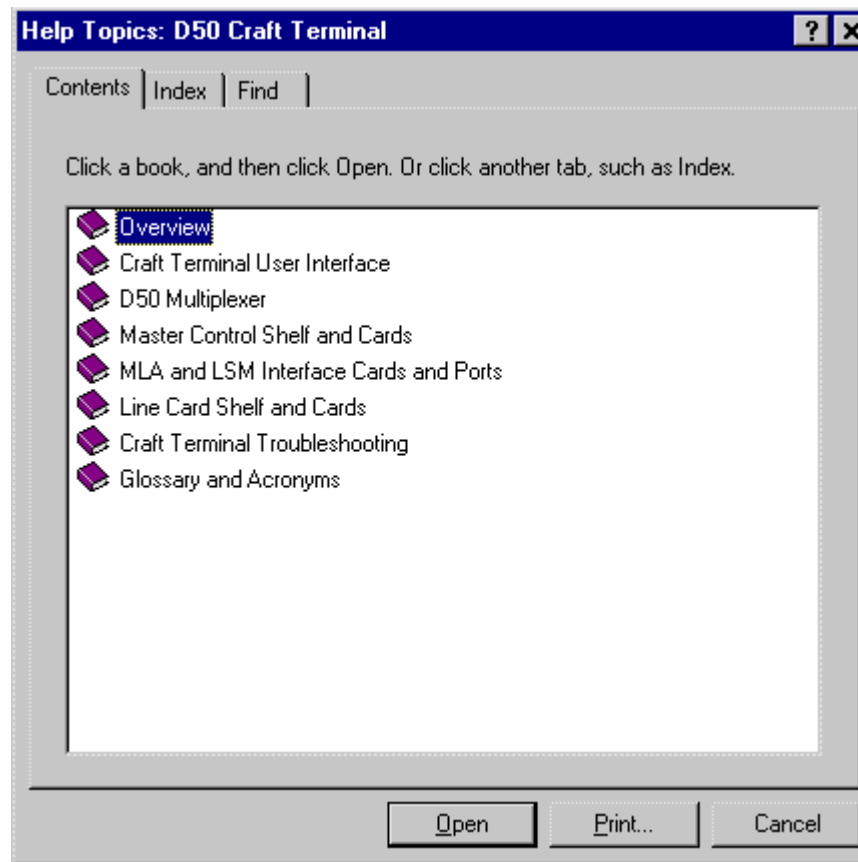 Help Topics: D50 Craft Terminal
Contents Index Find
Click a book, and then click Open. Or click another tab, such as Index.
Overview
Craft Terminal User Interface
D50 Multiplexer
Master Control Shelf and Cards
MLA and LSM Interface Cards and Ports
Line Card Shelf and Cards
Craft Terminal Troubleshooting
Glossary and Acronyms
Open Print... Cancel